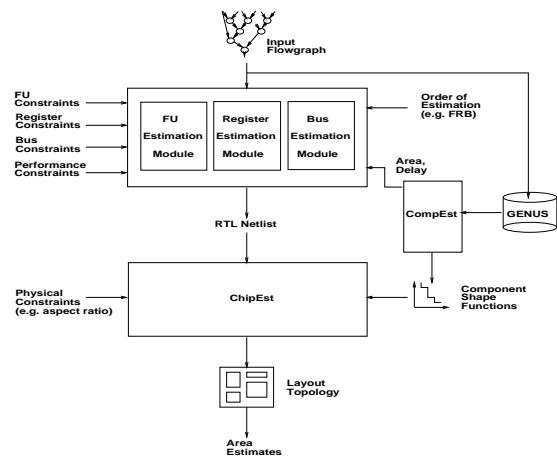 Input
Flowgraph
FU
Constraints
Register
Constraints
Bus
Constraints
Performance
Constraints
FU
Estimation
Module
Register
Estimation
Module
Bus
Estimation
Module
Order of
Estimation
(e.g. FRB)
Area,
Delay
CompEst
GENUS
RTL Netlist
Physical
Constraints
(e.g. aspect ratio)
ChipEst
Component
Shape
Functions
Layout
Topology
Area
Estimates